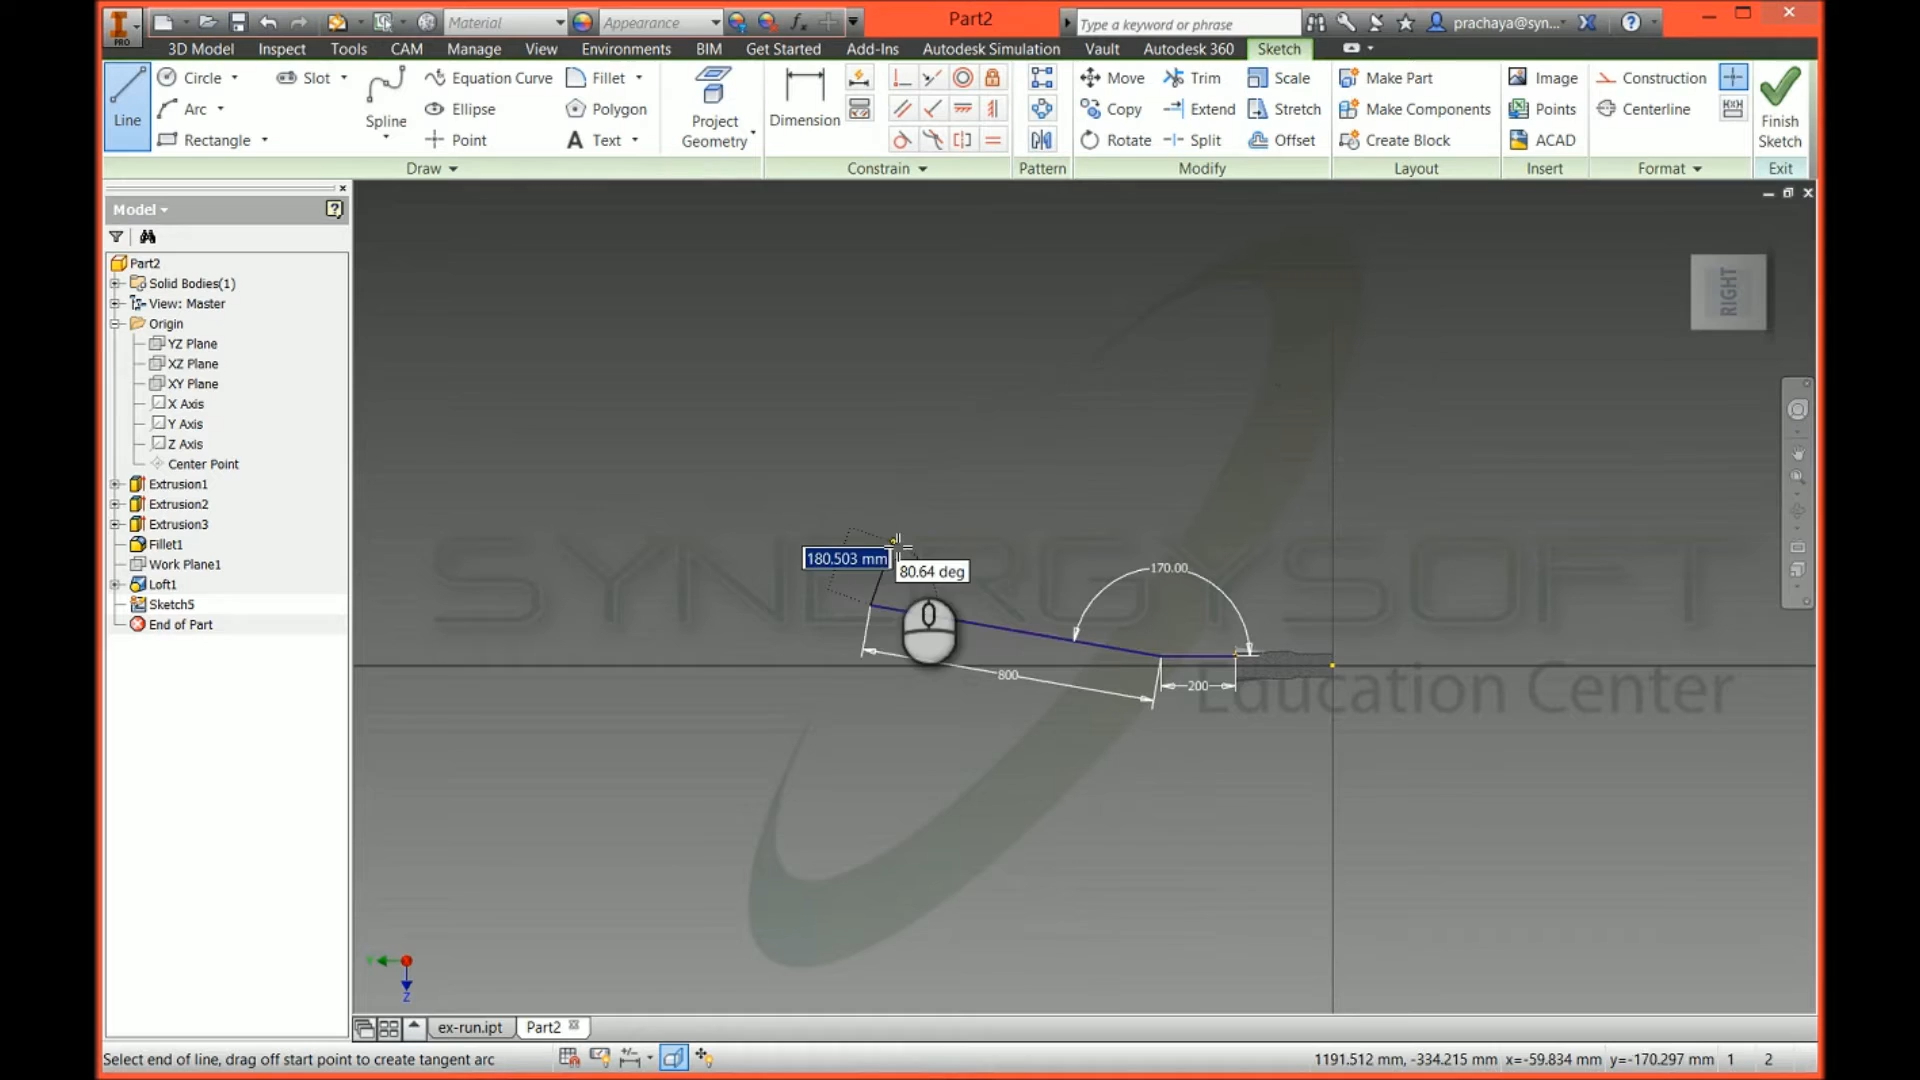 PRO
Material
Appearance
Part2
Type a keyword or phrase
prachaya@syn...
3D Model
Inspect
Tools
CAM
Manage
View
Environments
BIM
Get Started
Add-Ins
Autodesk Simulation
Vault
Autodesk 360
Sketch
Line
Circle
Arc
Rectangle
Slot
Spline
Equation Curve
Ellipse
Point
Fillet
Polygon
Text
Project
Geometry
Dimension
Move
Copy
Rotate
Trim
Extend
Split
Scale
Stretch
Offset
Make Part
Make Components
Create Block
Image
Points
ACAD
Construction
Centerline
Finish
Sketch
Draw
Constrain
Pattern
Modify
Layout
Insert
Format
Exit
Model
Part2
Solid Bodies(1)
View: Master
Origin
YZ Plane
XZ Plane
XY Plane
X Axis
Y Axis
Z Axis
Center Point
Extrusion1
Extrusion2
Extrusion3
Fillet1
Work Plane1
Loft1
Sketch5
End of Part
RIGHT
180.503 mm
80.64 deg
170.00
800
200
SYNERGYSOFT
Education Center
Y
Z
ex-run.ipt
Part2
Select end of line, drag off start point to create tangent arc
1191.512 mm, -334.215 mm x=-59.834 mm y=-170.297 mm 1 2